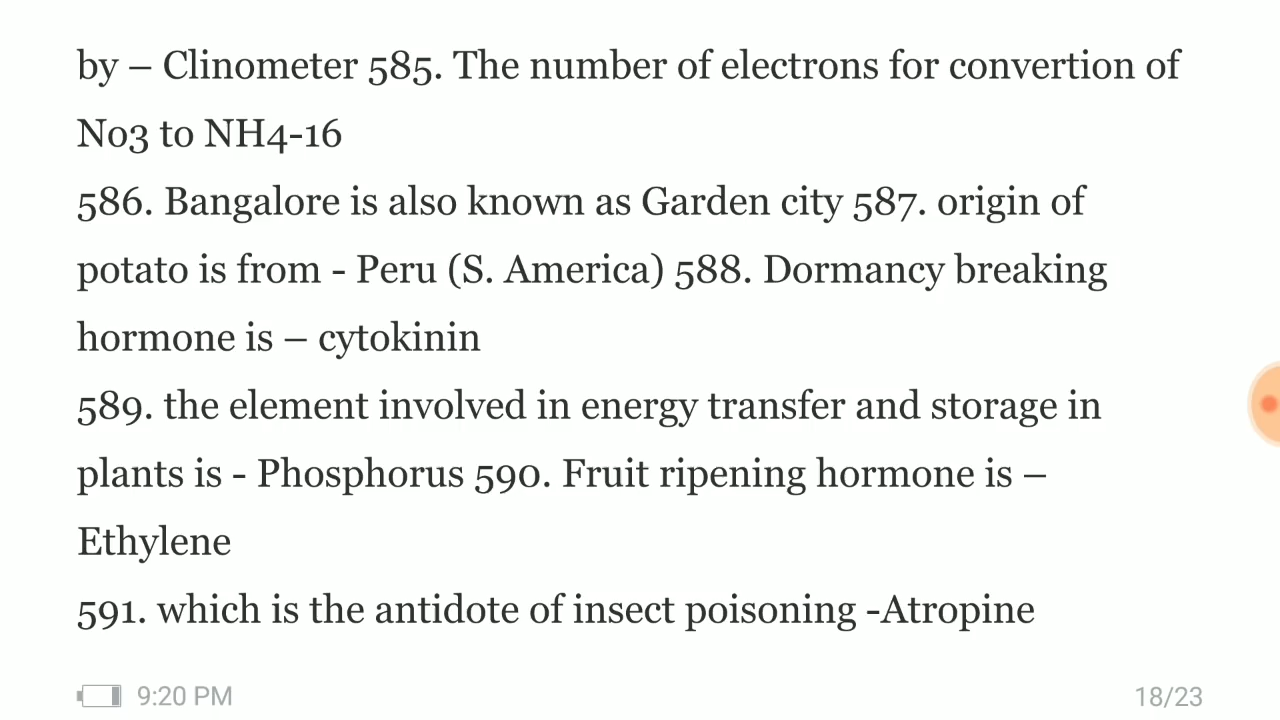 by – Clinometer 585. The number of electrons for convertion of
No3 to NH4-16
586. Bangalore is also known as Garden city 587. origin of
potato is from - Peru (S. America) 588. Dormancy breaking
hormone is – cytokinin
589. the element involved in energy transfer and storage in
plants is - Phosphorus 590. Fruit ripening hormone is –
Ethylene
591. which is the antidote of insect poisoning -Atropine
9:20 PM
18/23